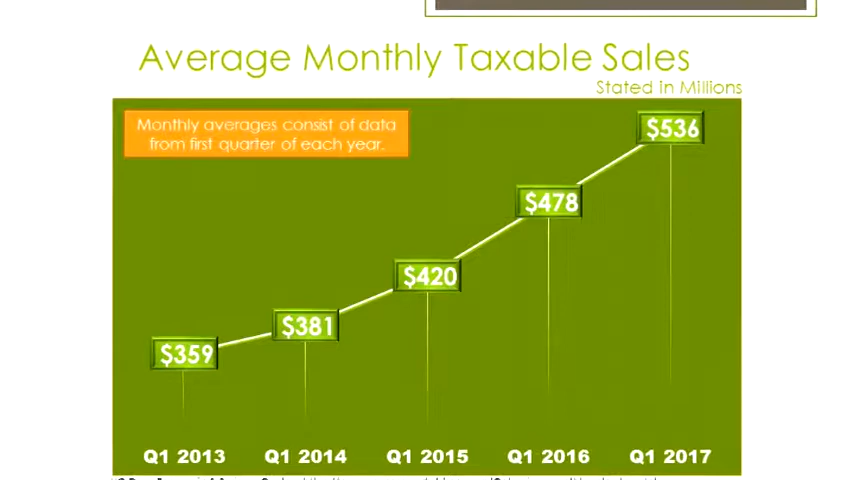 Average Monthly Taxable Sales
Stated in Millions
Monthly averages consist of data
from first quarter of each year.
$536
$478
$420
$381
$359
Q1 2013 Q1 2014 Q1 2015 Q1 2016 Q1 2017